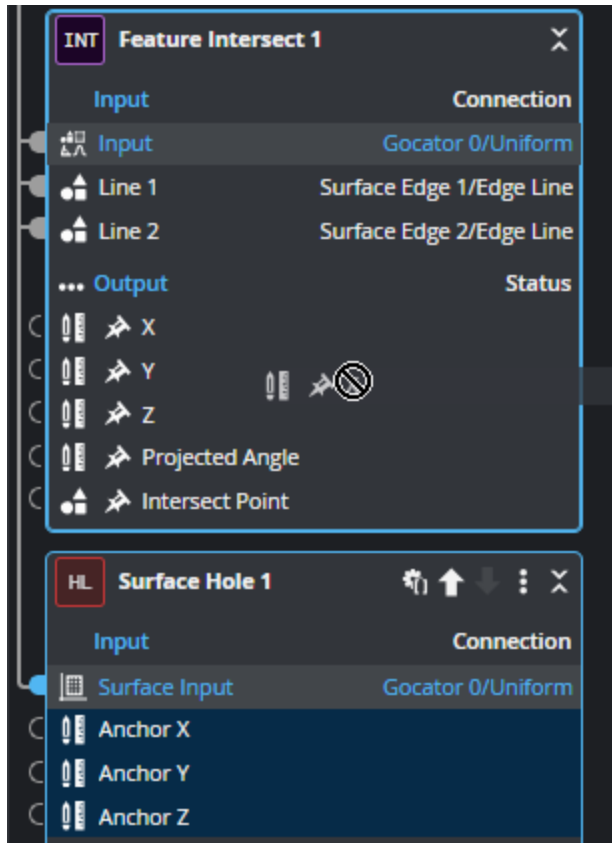 INT Feature Intersect 1
Input Connection
Input Gocator 0/Uniform
Line 1 Surface Edge 1/Edge Line
Line 2 Surface Edge 2/Edge Line
Output Status
X
Y
Z
Projected Angle
Intersect Point
HL Surface Hole 1
Input Connection
Surface Input Gocator 0/Uniform
Anchor X
Anchor Y
Anchor Z